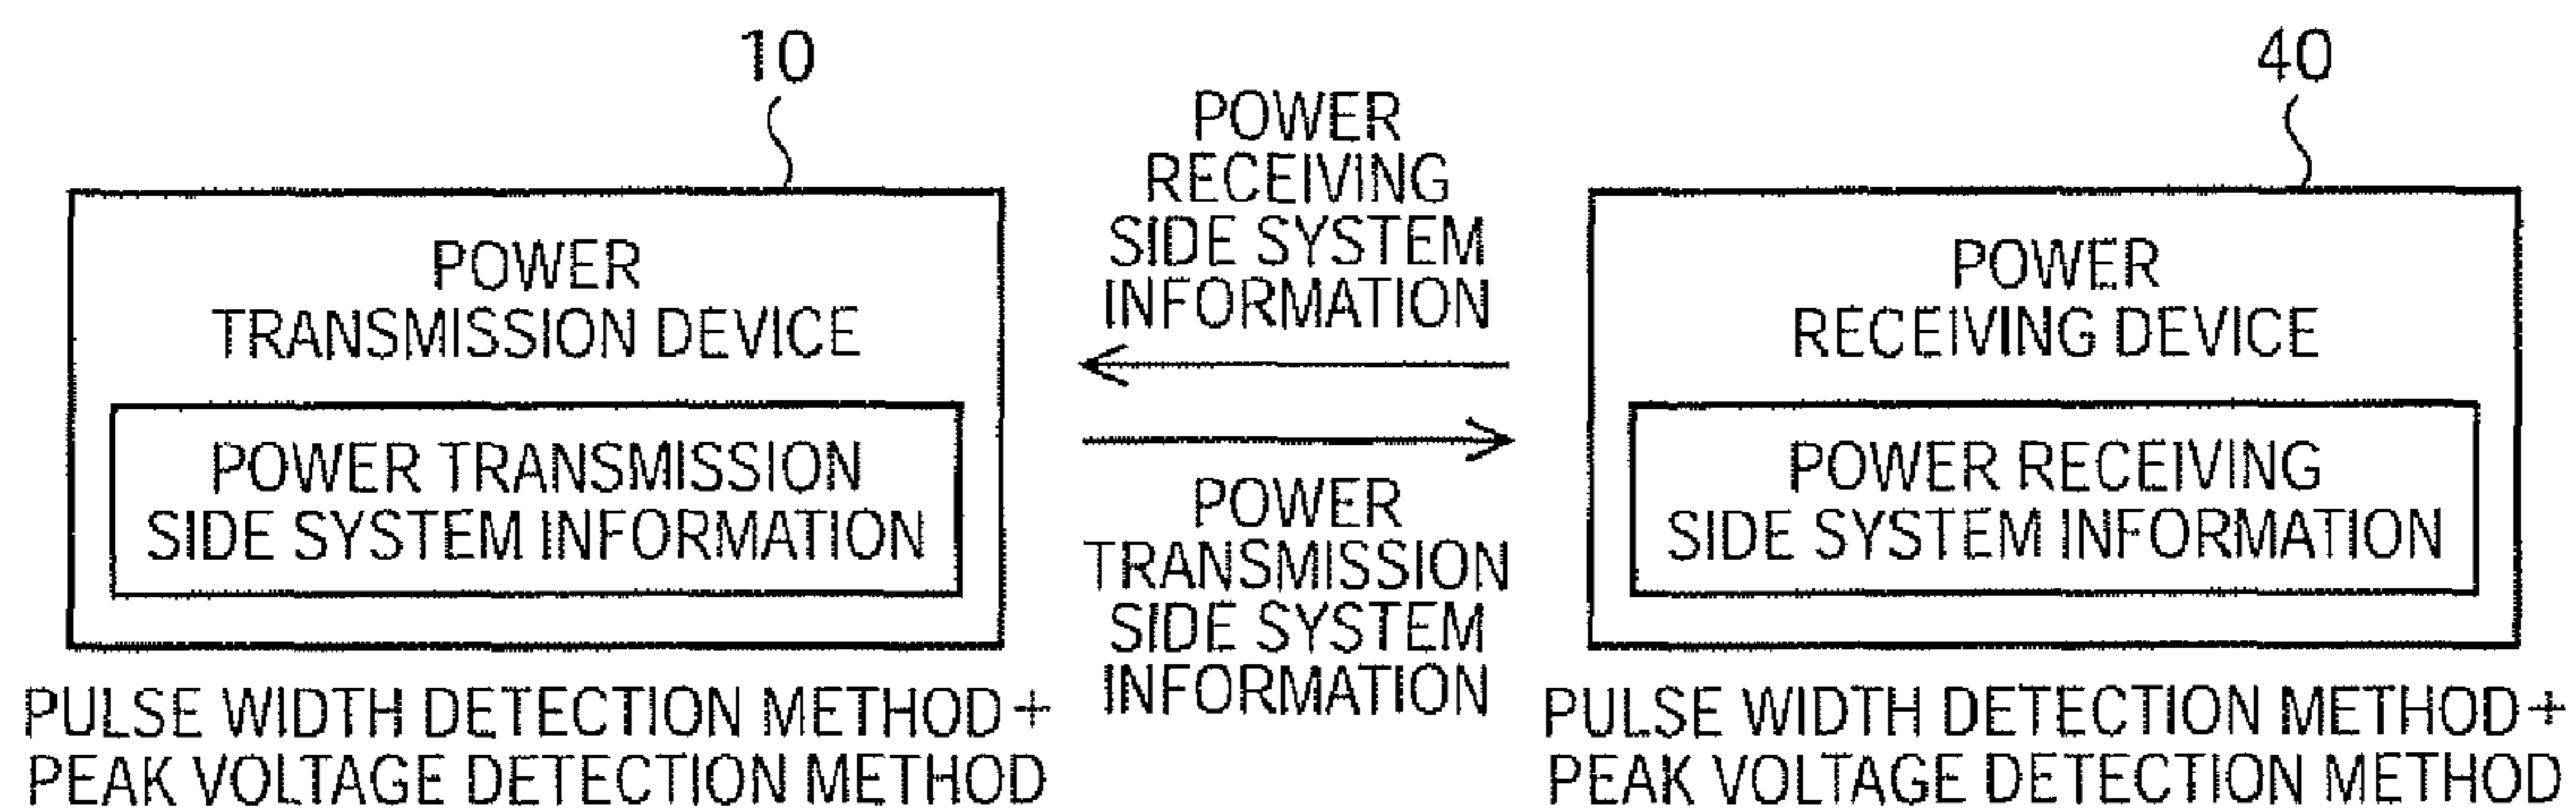 10
POWER
TRANSMISSION DEVICE
POWER TRANSMISSION
SIDE SYSTEM INFORMATION
PULSE WIDTH DETECTION METHOD+
PEAK VOLTAGE DETECTION METHOD
POWER
RECEIVING
SIDE SYSTEM
INFORMATION
POWER
TRANSMISSION
SIDE SYSTEM
INFORMATION
40
POWER
RECEIVING DEVICE
POWER RECEIVING
SIDE SYSTEM INFORMATION
PULSE WIDTH DETECTION METHOD+
PEAK VOLTAGE DETECTION METHOD